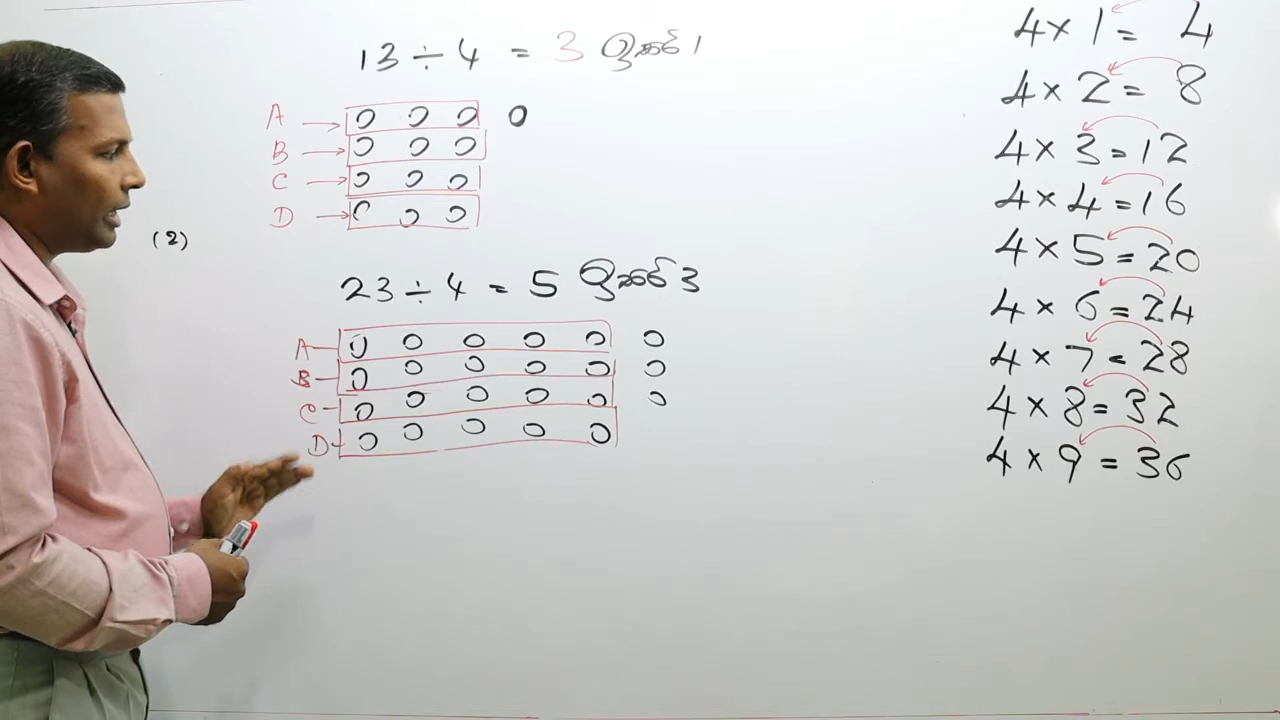 13 ÷ 4 = 3 ඉතිරි 1
A
B
C
D
(2)
23 ÷ 4 = 5 ඉතිරි 3
A
B
C
D
4 × 1 = 4
4 × 2 = 8
4 × 3 = 12
4 × 4 = 16
4 × 5 = 20
4 × 6 = 24
4 × 7 = 28
4 × 8 = 32
4 × 9 = 36